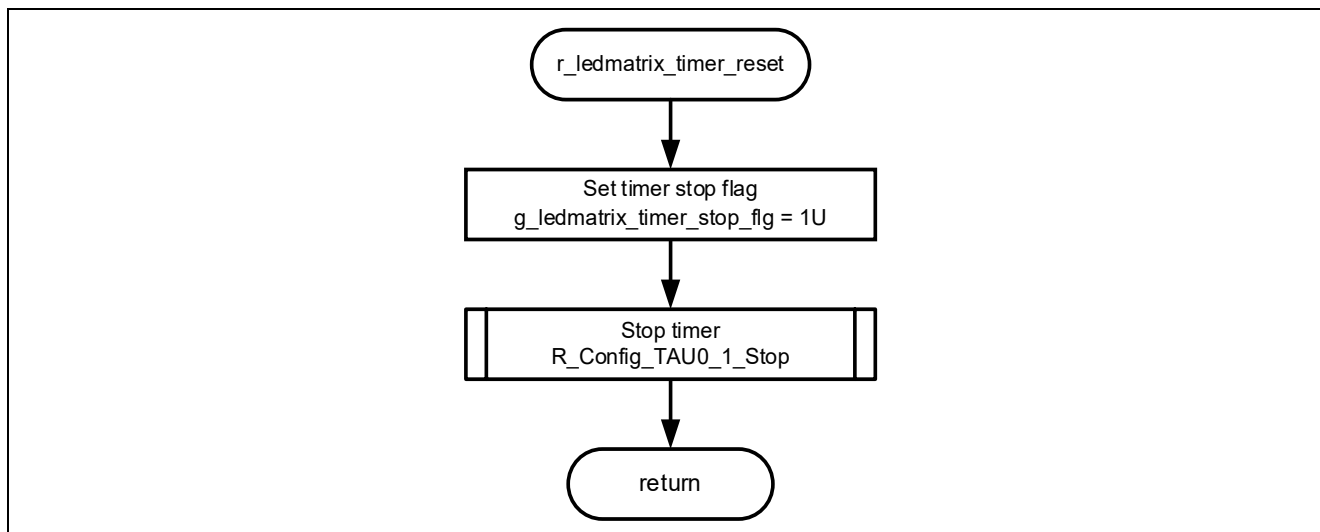 r_ledmatrix_timer_reset
Set timer stop flag
g_ledmatrix_timer_stop_flg = 1U
Stop timer
R_Config_TAU0_1_Stop
return